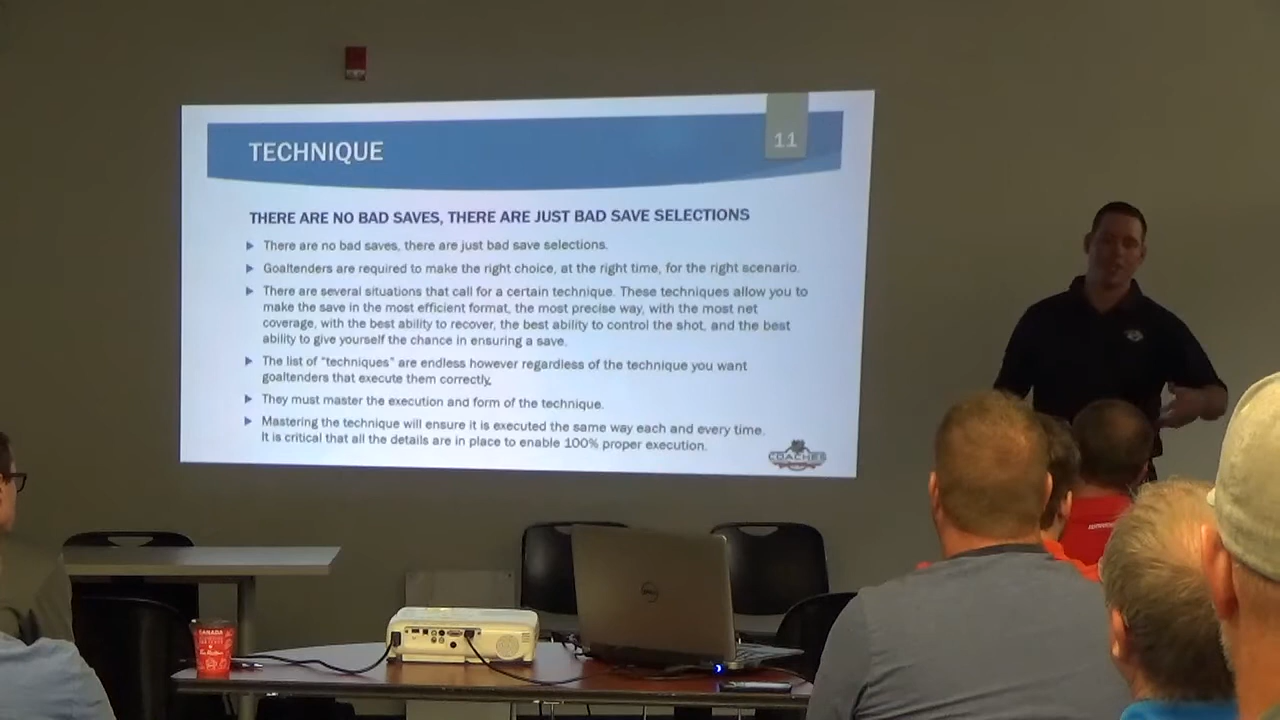 11
TECHNIQUE
THERE ARE NO BAD SAVES, THERE ARE JUST BAD SAVE SELECTIONS
There are no bad saves, there are just bad save selections.
Goaltenders are required to make the right choice, at the right time, for the right scenario.
There are several situations that call for a certain technique. These techniques allow you to
make the save in the most efficient format, the most precise way, with the most net
coverage, with the best ability to recover, the best ability to control the shot, and the best
ability to give yourself the chance in ensuring a save.
The list of "techniques" are endless however regardless of the technique you want
goaltenders that execute them correctly.
They must master the execution and form of the technique.
Mastering the technique will ensure it is executed the same way each and every time.
It is critical that all the details are in place to enable 100% proper execution.
COACHES
DELL
CANADA